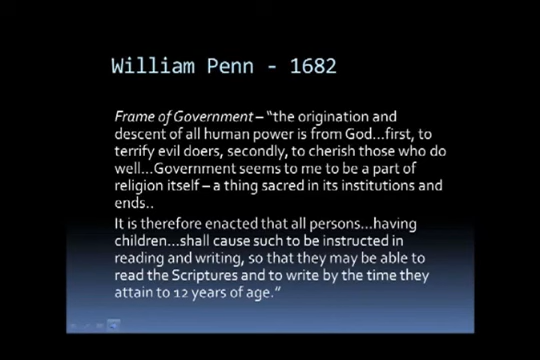 William Penn - 1682
Frame of Government – "the origination and
descent of all human power is from God...first, to
terrify evil doers, secondly, to cherish those who do
well...Government seems to me to be a part of
religion itself – a thing sacred in its institutions and
ends..
It is therefore enacted that all persons...having
children...shall cause such to be instructed in
reading and writing, so that they may be able to
read the Scriptures and to write by the time they
attain to 12 years of age."